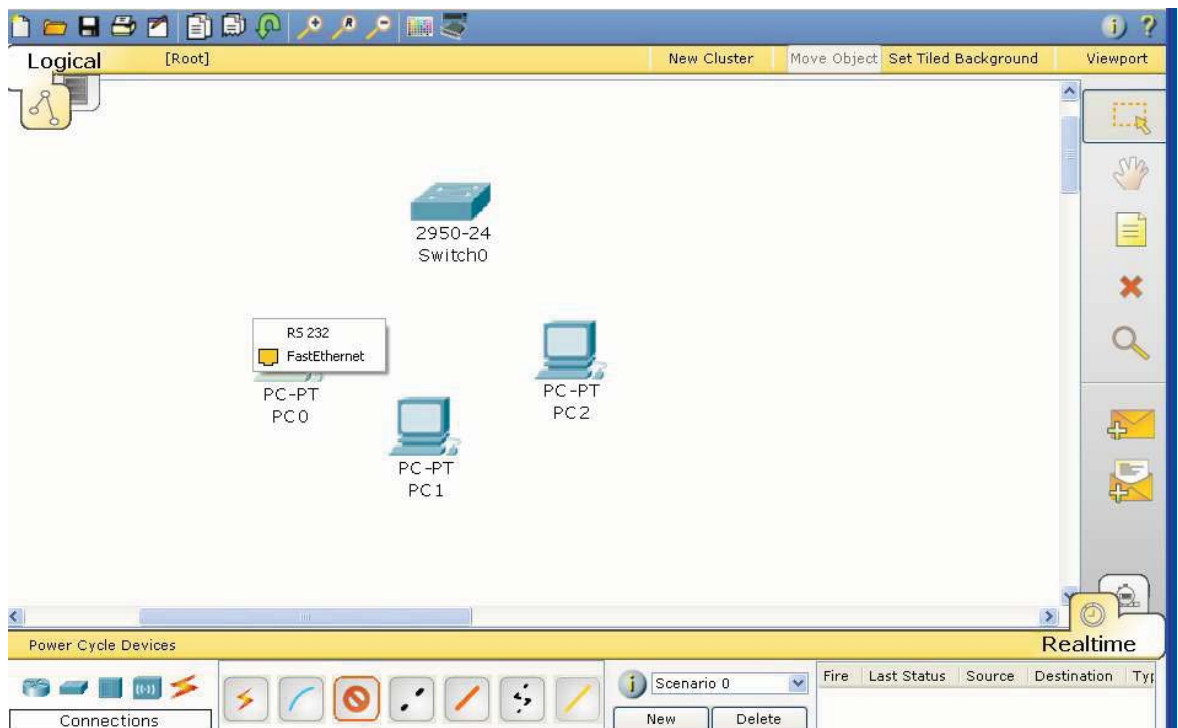 Logical [Root] New Cluster Move Object Set Tiled Background Viewport
2950-24
Switch0
RS 232
FastEthernet
PC-PT
PC0
PC-PT
PC1
PC-PT
PC2
Power Cycle Devices Realtime
Connections
Scenario 0
New Delete
Fire Last Status Source Destination Typ